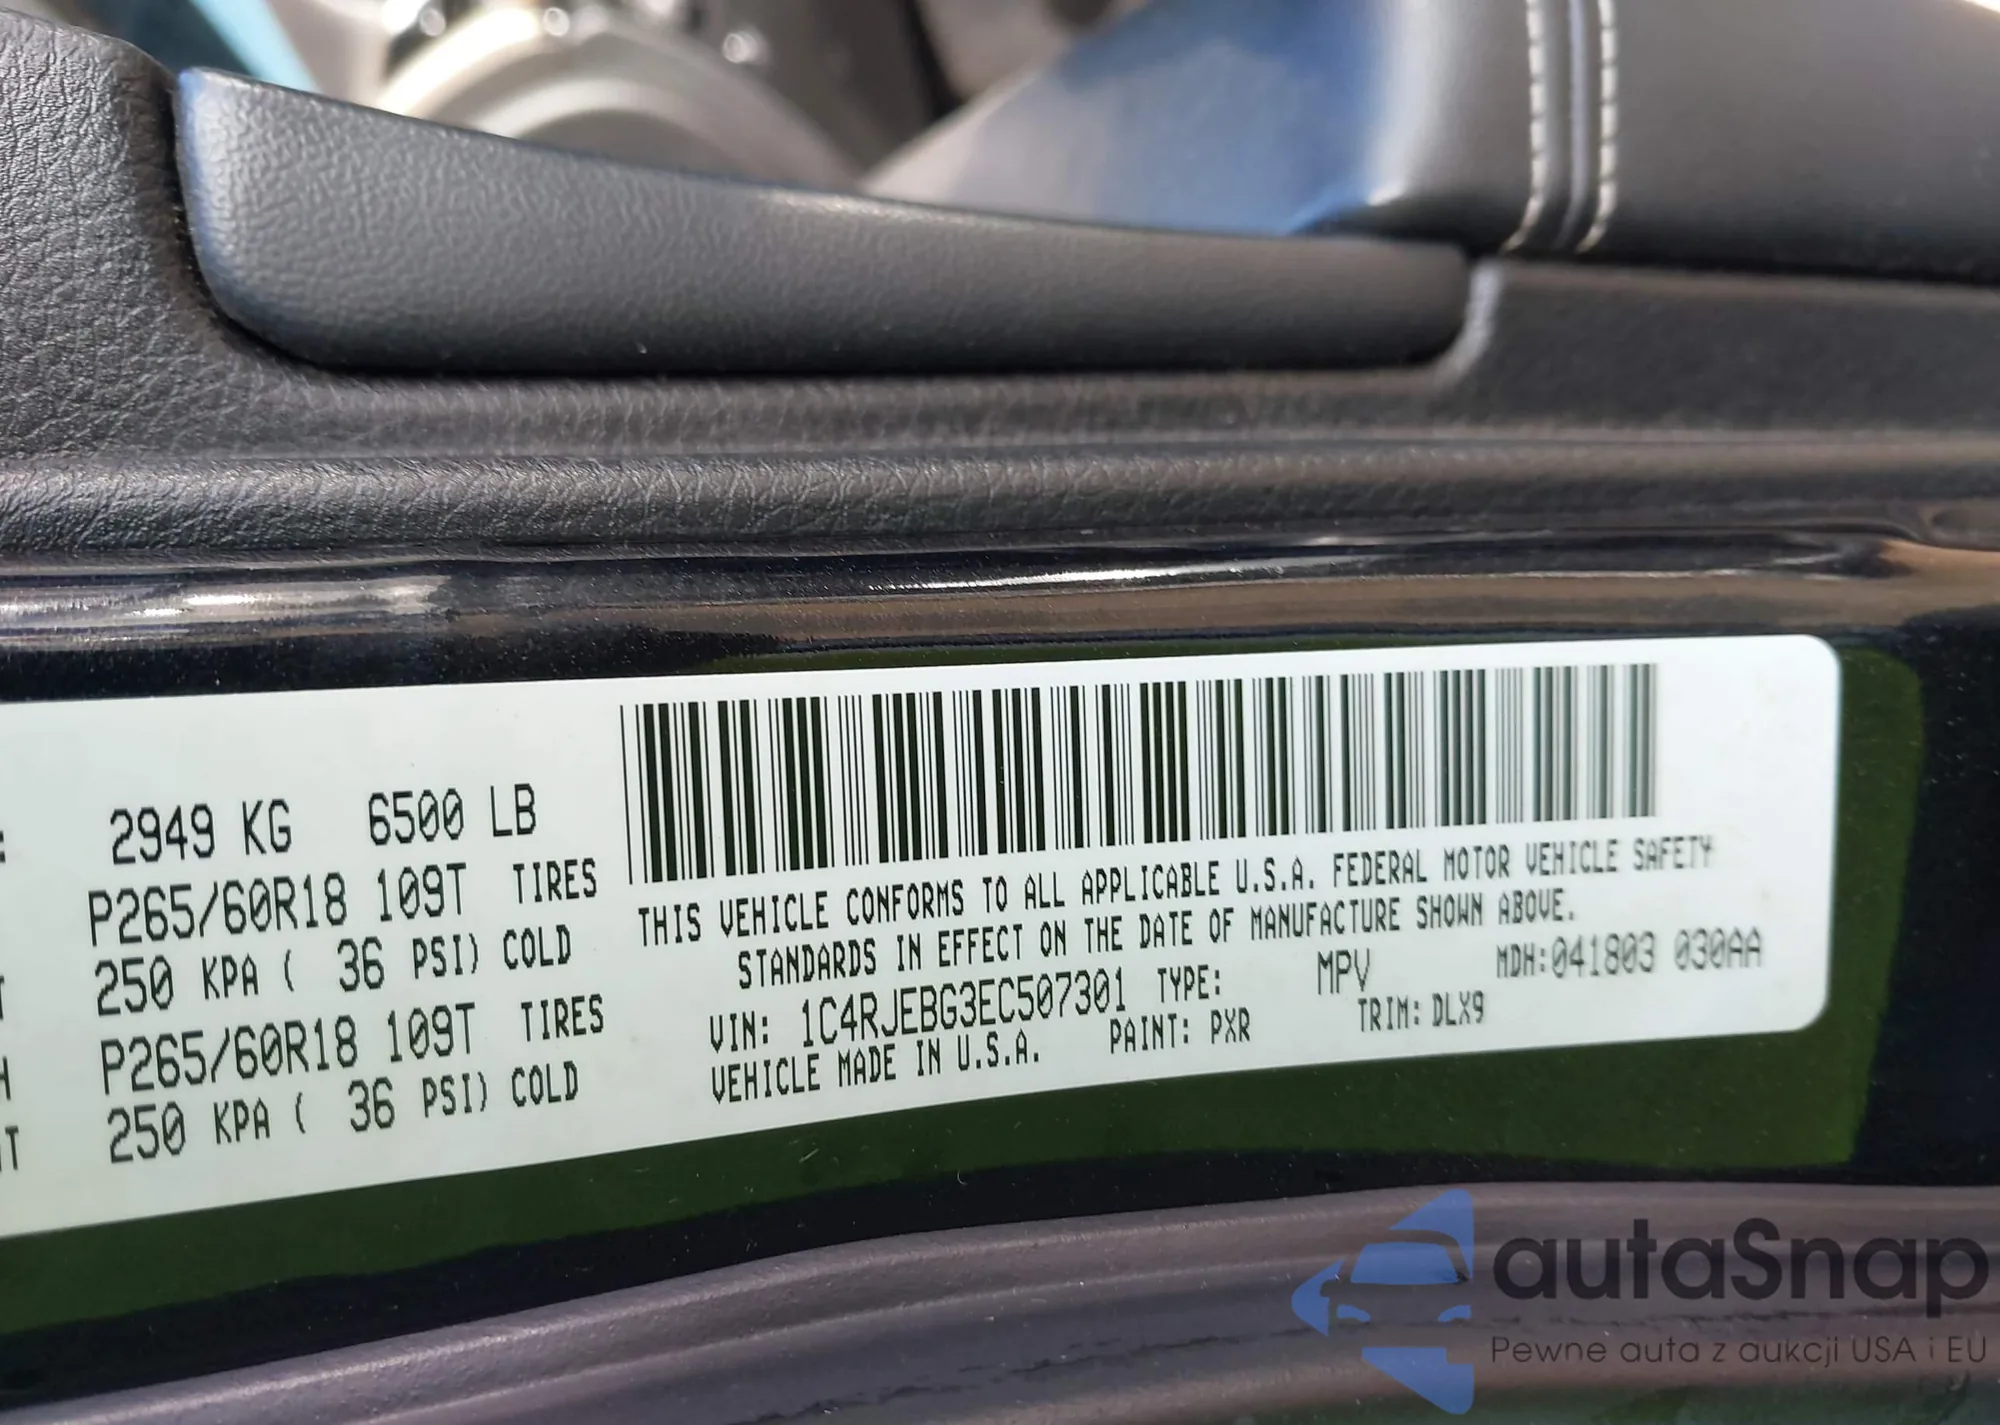 : 2949 KG 6500 LB
P265/60R18 109T TIRES
T 250 KPA ( 36 PSI) COLD
H P265/60R18 109T TIRES
NT 250 KPA ( 36 PSI) COLD
THIS VEHICLE CONFORMS TO ALL APPLICABLE U.S.A. FEDERAL MOTOR VEHICLE SAFETY
STANDARDS IN EFFECT ON THE DATE OF MANUFACTURE SHOWN ABOVE.
VIN: 1C4RJEBG3EC507301 TYPE: MPV MDH:041803 030AA
VEHICLE MADE IN U.S.A. PAINT: PXR TRIM: DLX9
autaSnap
Pewne auta z aukcji USA i EU